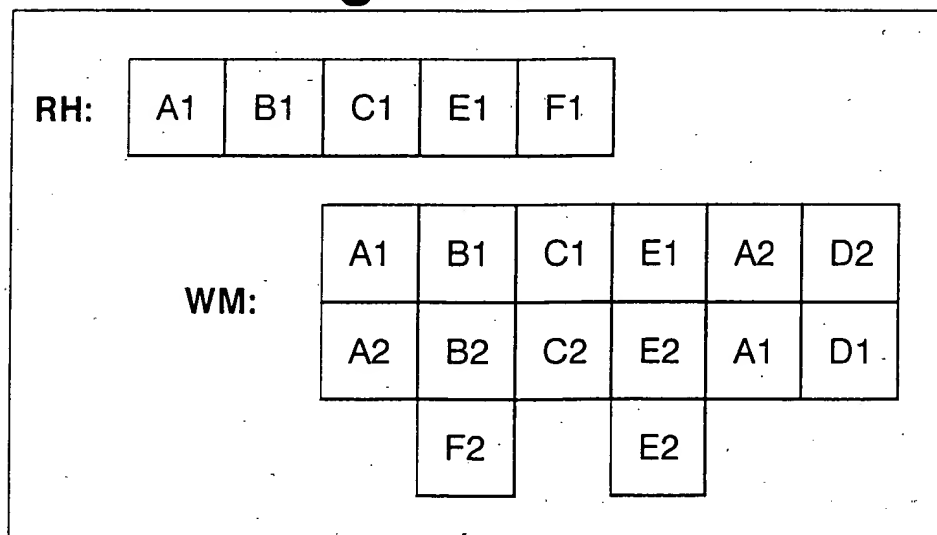 RH: A1 B1 C1 E1 F1
A1 B1 C1 E1 A2 D2
WM:
A2 B2 C2 E2 A1 D1
F2 E2